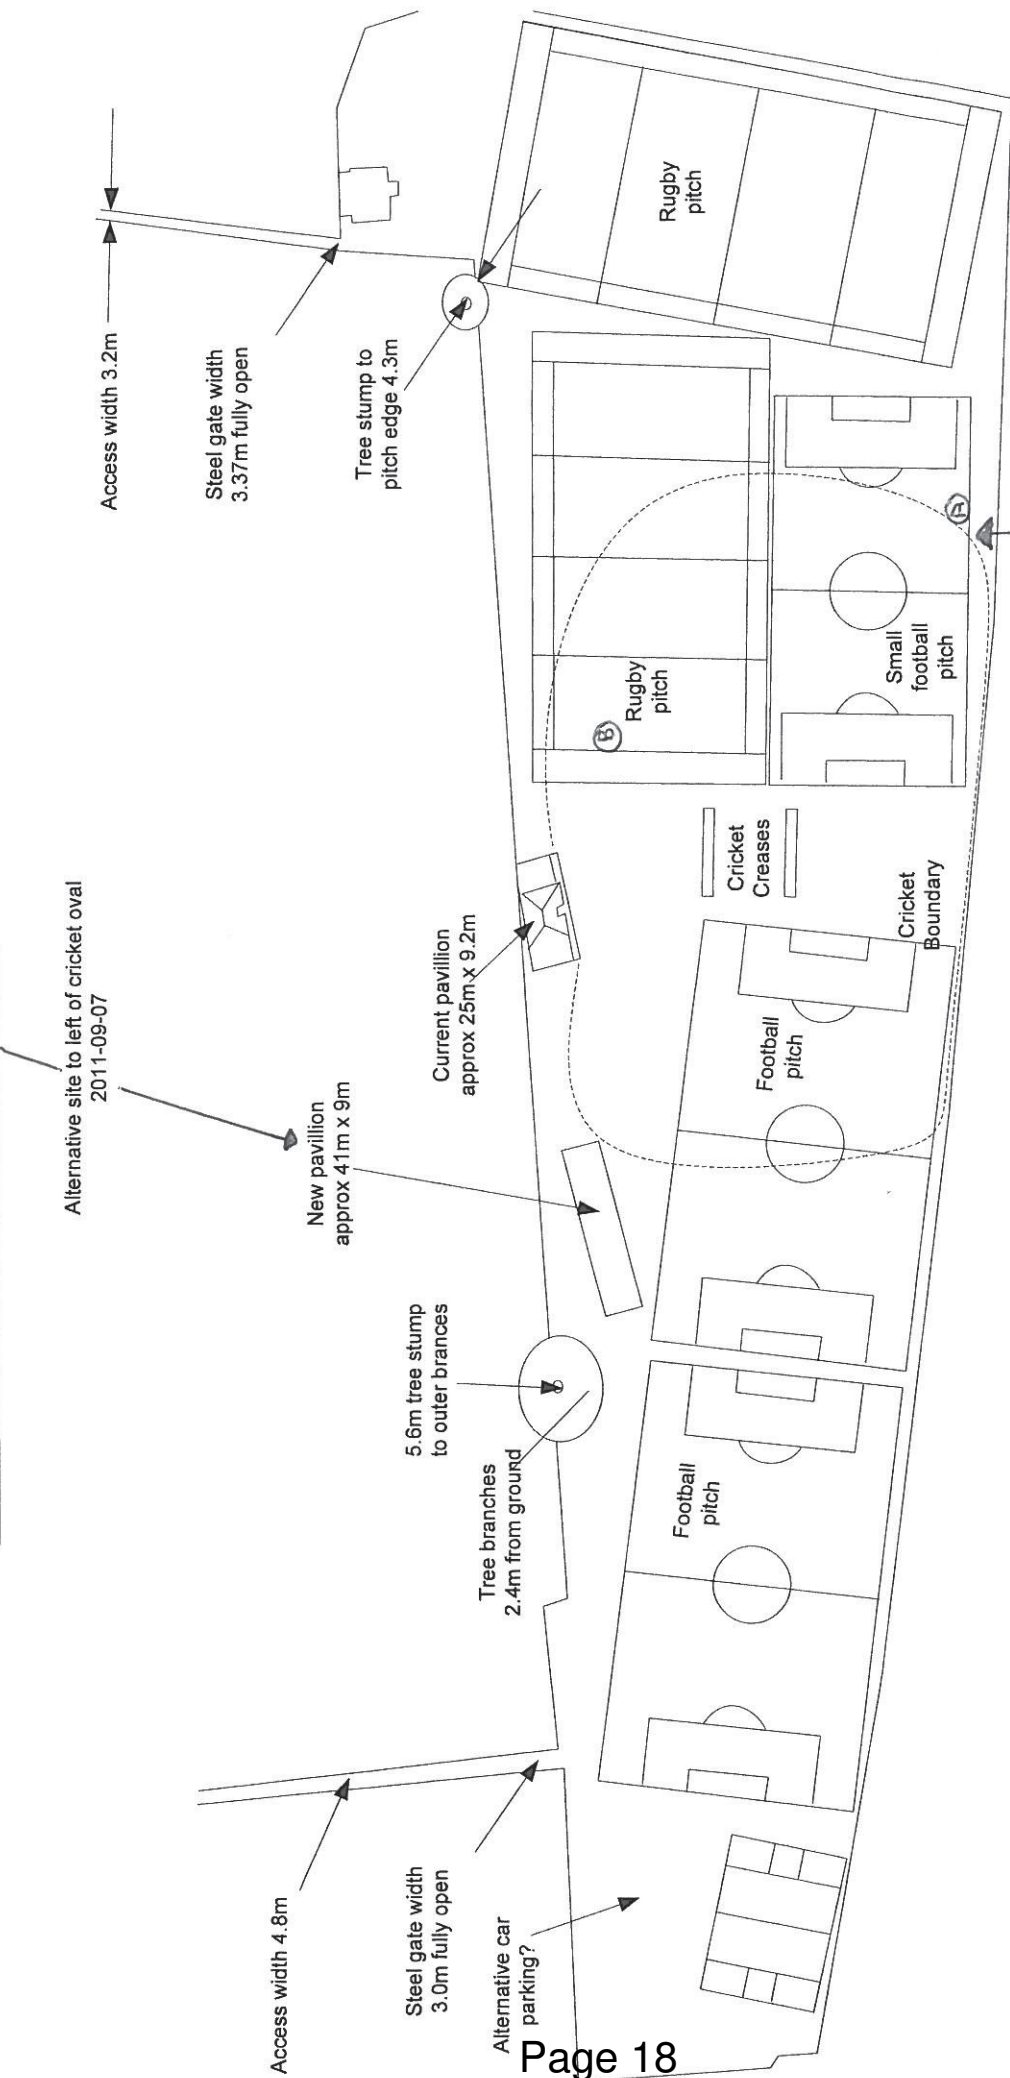 Access width 3.2m
Steel gate width
3.37m fully open
Tree stump to
pitch edge 4.3m
Rugby
pitch
Alternative site to left of cricket oval
2011-09-07
New pavillion
approx 41m x 9m
Current pavillion
approx 25m x 9.2m
B
Rugby
pitch
A
Small
football
pitch
Cricket
Creases
Cricket
Boundary
Football
pitch
5.6m tree stump
to outer brances
Tree branches
2.4m from ground
Football
pitch
Access width 4.8m
Steel gate width
3.0m fully open
Alternative car
parking?
Page 18